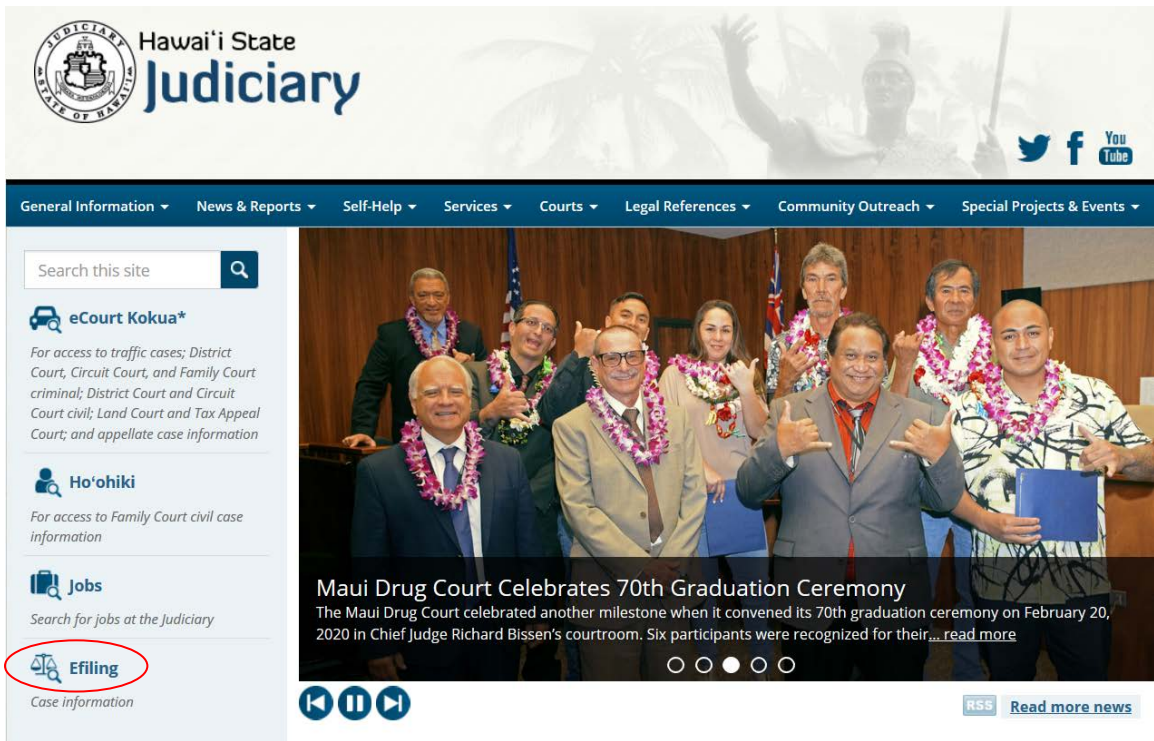 JUDICIARY
STATE OF HAWAI'I
Hawai'i State
Judiciary
You
Tube
General Information
News & Reports
Self-Help
Services
Courts
Legal References
Community Outreach
Special Projects & Events
Search this site
eCourt Kokua*
For access to traffic cases; District
Court, Circuit Court, and Family Court
criminal; District Court and Circuit
Court civil; Land Court and Tax Appeal
Court; and appellate case information
Hoʻohiki
For access to Family Court civil case
information
Jobs
Search for jobs at the Judiciary
Efiling
Case information
Maui Drug Court Celebrates 70th Graduation Ceremony
The Maui Drug Court celebrated another milestone when it convened its 70th graduation ceremony on February 20,
2020 in Chief Judge Richard Bissen's courtroom. Six participants were recognized for their... read more
RSS
Read more news